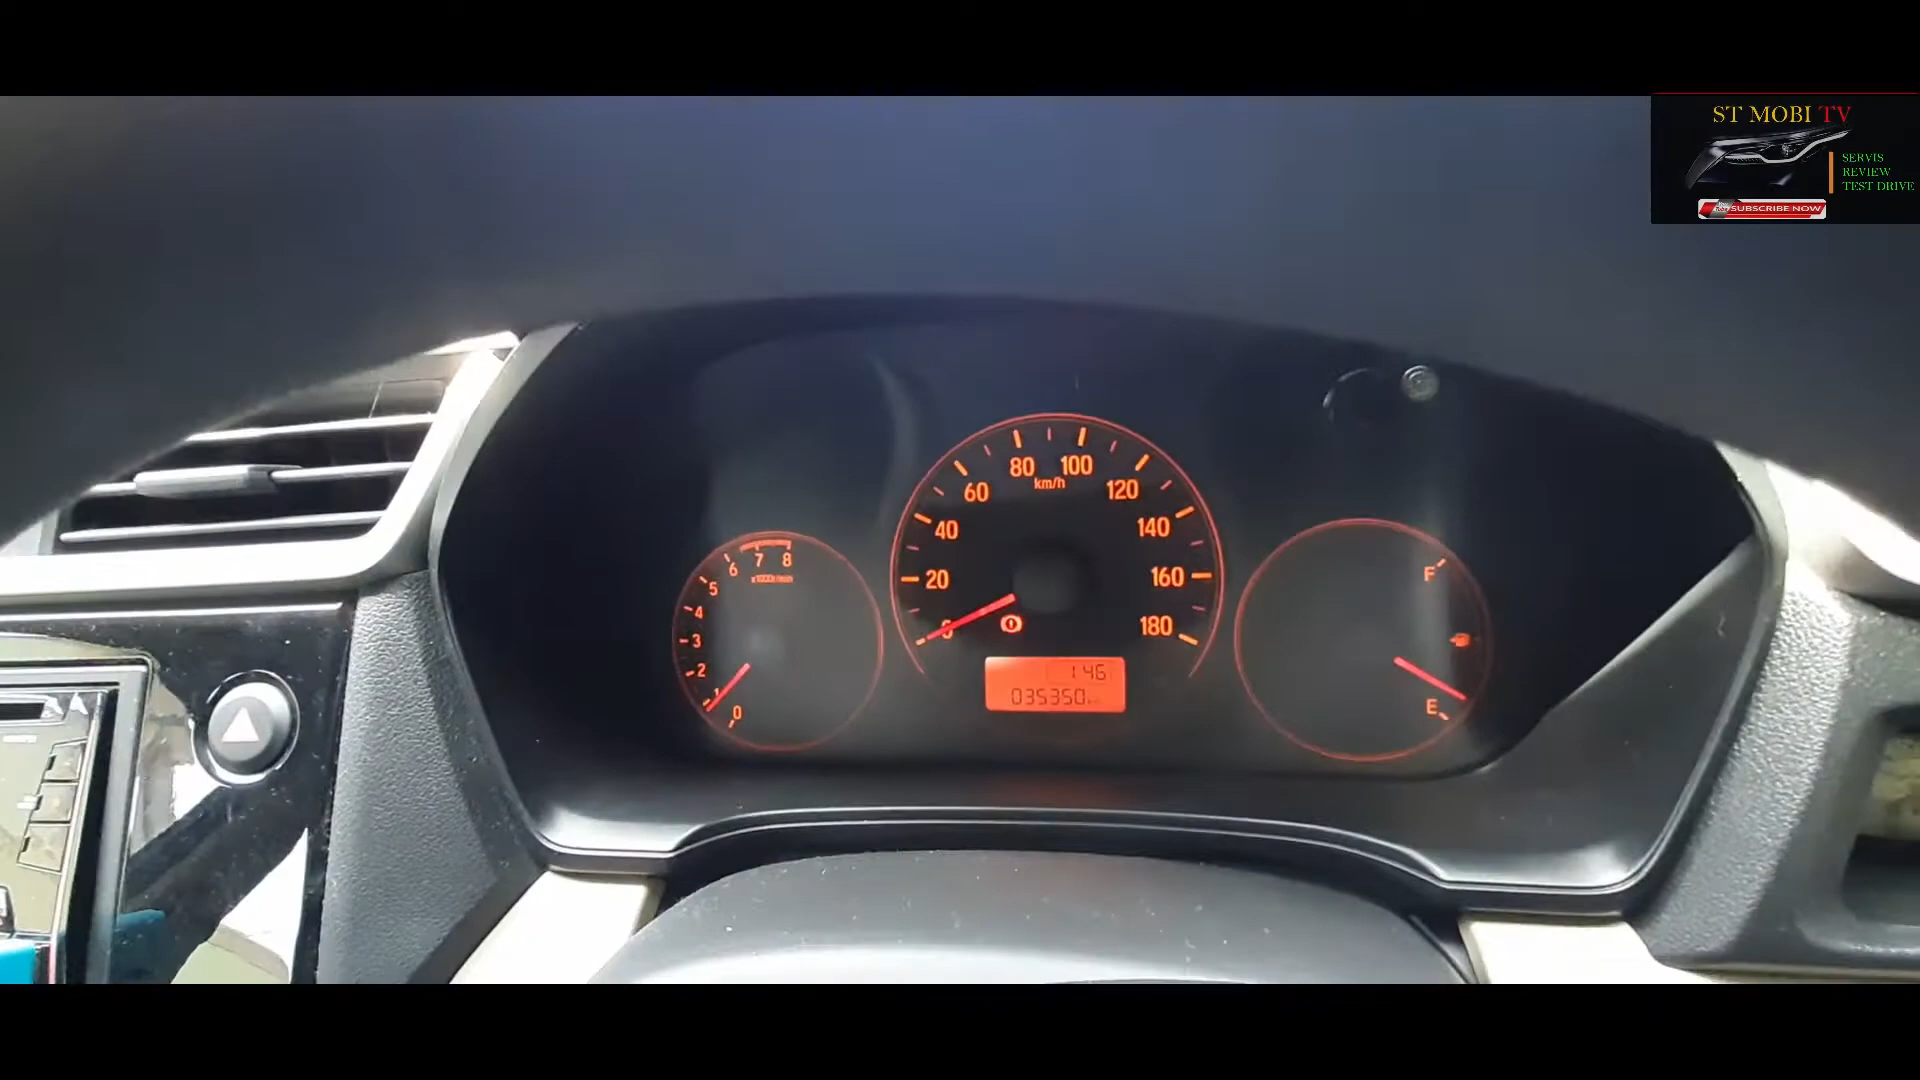 ST MOBI TV
SERVIS
REVIEW
TEST DRIVE
SUBSCRIBE NOW
80 100
km/h
60 120
40 140
20 160
180
6 7 8
x1000r/min
5
4
3
2
1
0
F
E
146
035350